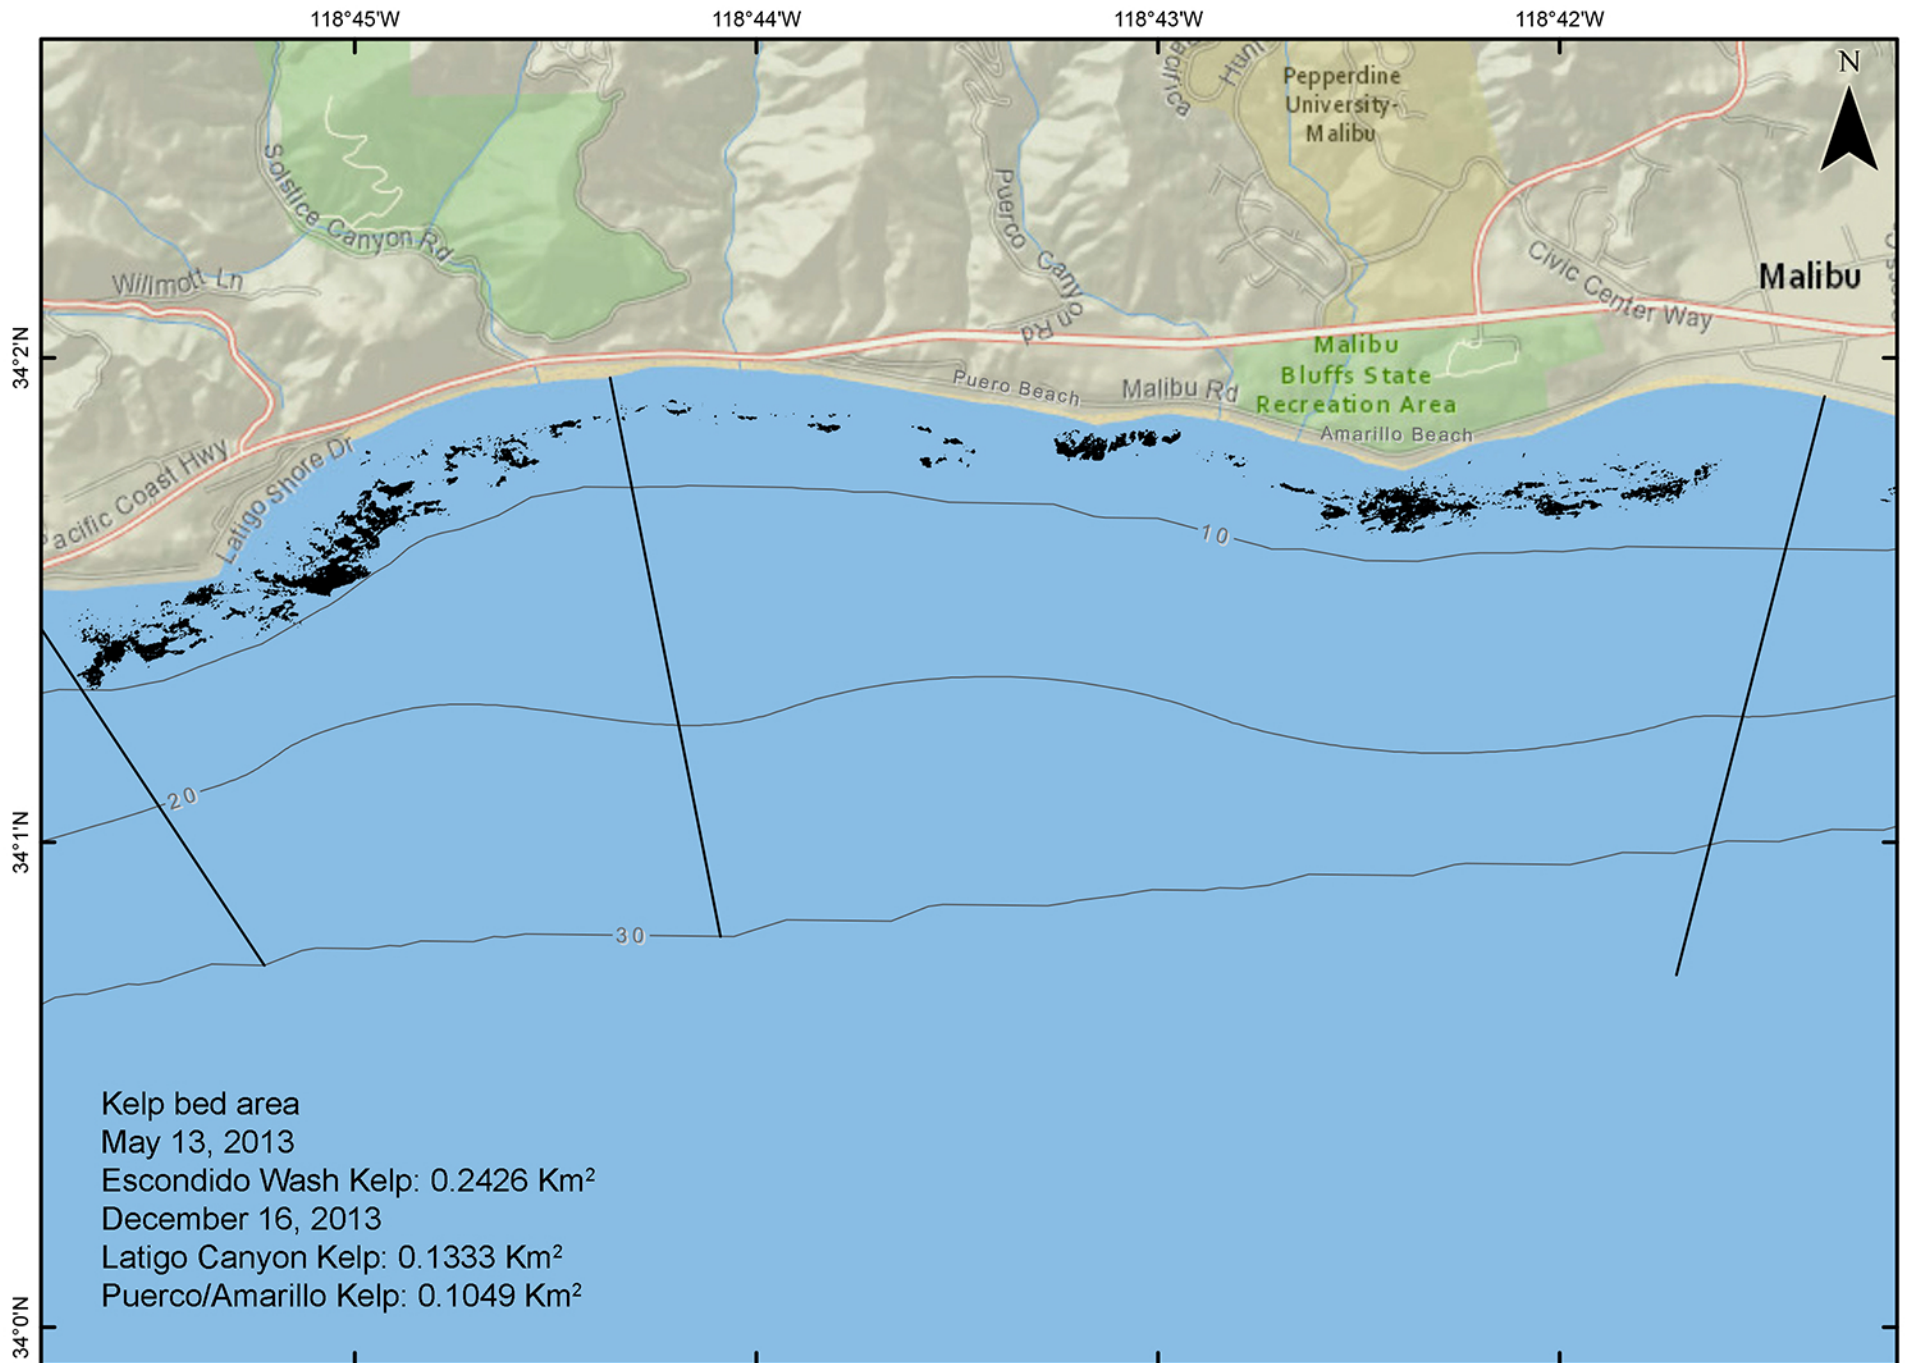 118°45'W
118°44'W
118°43'W
118°42'W
N
Pepperdine
University-
Malibu
Solstice Canyon Rd
Puerco Canyon Rd
Willmott Ln
Civic Center Way
Malibu
34°2'N
Malibu
Bluffs State
Recreation Area
Puero Beach
Malibu Rd
Amarillo Beach
Pacific Coast Hwy
Latigo Shore Dr
10
20
34°1'N
30
Kelp bed area
May 13, 2013
Escondido Wash Kelp: 0.2426 Km²
December 16, 2013
Latigo Canyon Kelp: 0.1333 Km²
Puerco/Amarillo Kelp: 0.1049 Km²
34°0'N